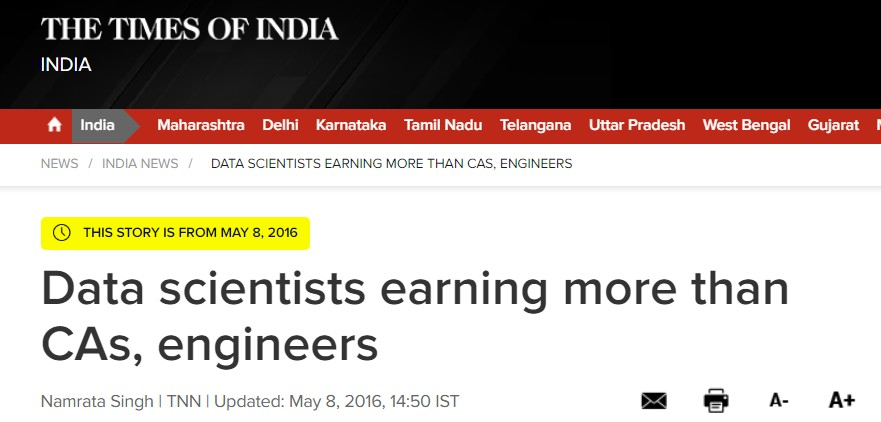 THE TIMES OF INDIA
INDIA
India Maharashtra Delhi Karnataka Tamil Nadu Telangana Uttar Pradesh West Bengal Gujarat
NEWS / INDIA NEWS / DATA SCIENTISTS EARNING MORE THAN CAS, ENGINEERS
THIS STORY IS FROM MAY 8, 2016
Data scientists earning more than
CAs, engineers
Namrata Singh | TNN | Updated: May 8, 2016, 14:50 IST A- A+